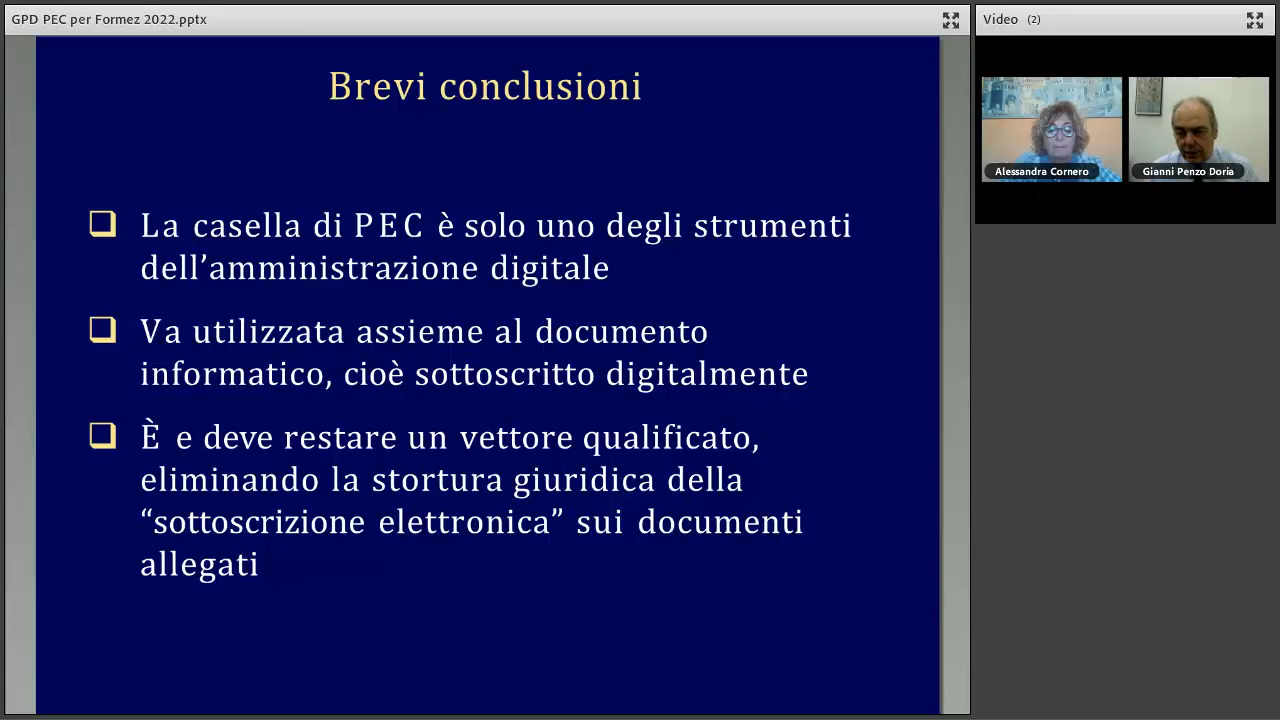 GPD PEC per Formez 2022.pptx
Video (2)
Brevi conclusioni
La casella di PEC è solo uno degli strumenti
dell’amministrazione digitale
Va utilizzata assieme al documento
informatico, cioè sottoscritto digitalmente
È e deve restare un vettore qualificato,
eliminando la stortura giuridica della
“sottoscrizione elettronica” sui documenti
allegati
Alessandra Cornero
Gianni Penzo Doria